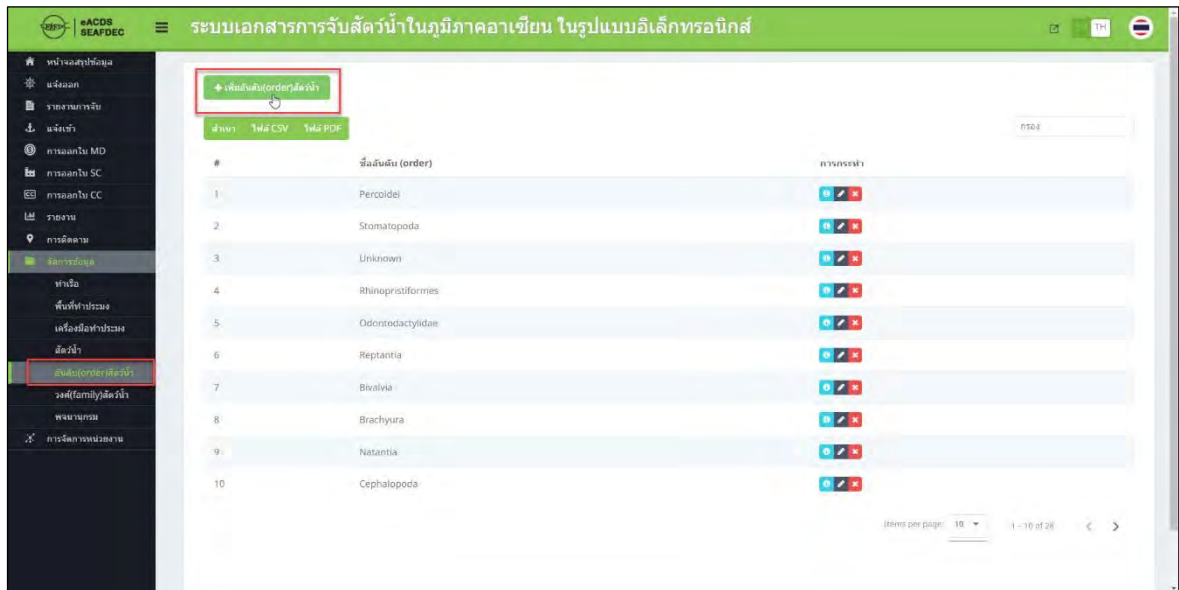 eACDS
SEAFDEC
ระบบเอกสารการจับสัตว์น้ำในภูมิภาคอาเซียน ในรูปแบบอิเล็กทรอนิกส์
TH
หน้าจอสรุปข้อมูล
แจ้งออก
รายงานการจับ
แจ้งเข้า
การออกใบ MD
การออกใบ SC
การออกใบ CC
รายงาน
การติดตาม
จัดการข้อมูล
ท่าเรือ
พื้นที่ทำประมง
เครื่องมือทำประมง
สัตว์น้ำ
อันดับ(order)สัตว์น้ำ
วงศ์(family)สัตว์น้ำ
พจนานุกรม
การจัดการหน่วยงาน
+ เพิ่มอันดับ(order)สัตว์น้ำ
สำเนา ไฟล์ CSV ไฟล์ PDF
กรอง
# ชื่ออันดับ (order) การกระทำ
1 Percoidei
2 Stomatopoda
3 Unknown
4 Rhinopristiformes
5 Odontodactylidae
6 Reptantia
7 Bivalvia
8 Brachyura
9 Natantia
10 Cephalopoda
Items per page: 10 1 – 10 of 28